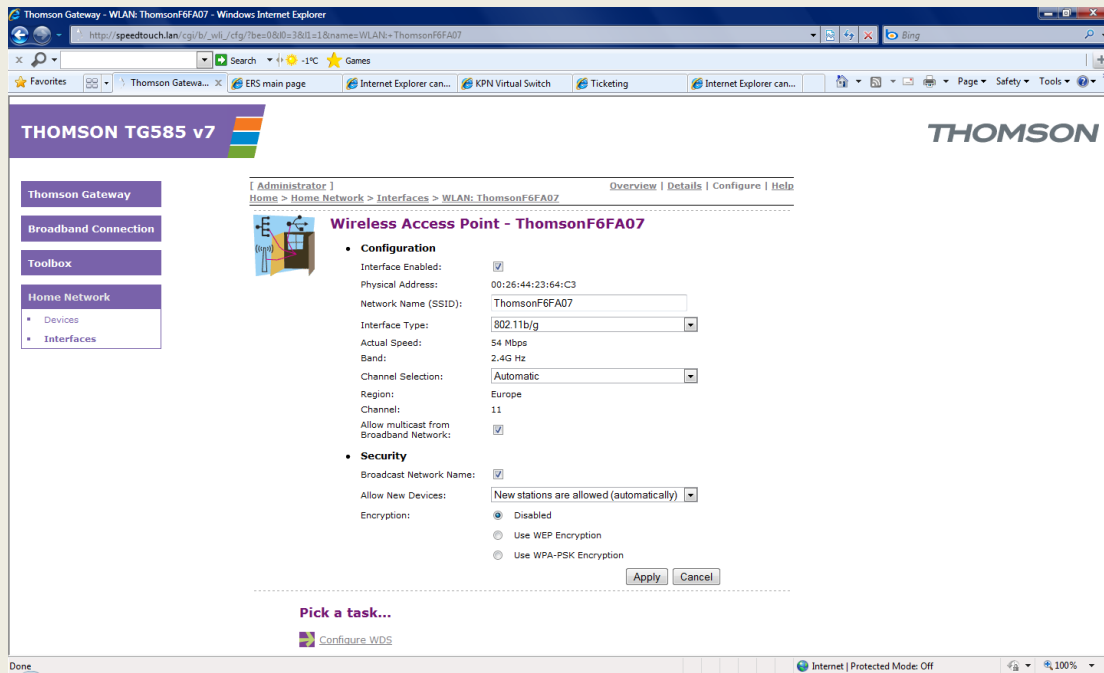 Thomson Gateway - WLAN: ThomsonF6FA07 - Windows Internet Explorer
http://speedtouch.lan/cgi/b/_wli_/cfg/?be=0&l0=3&l1=1&name=WLAN:+ThomsonF6FA07
Bing
Search -1°C Games
Favorites Thomson Gatewa... X ERS main page Internet Explorer can... KPN Virtual Switch Ticketing Internet Explorer can... Page Safety Tools
THOMSON TG585 v7
THOMSON
Thomson Gateway
Broadband Connection
Toolbox
Home Network
Devices
Interfaces
[ Administrator ] Overview | Details | Configure | Help
Home > Home Network > Interfaces > WLAN: ThomsonF6FA07
Wireless Access Point - ThomsonF6FA07
Configuration
Interface Enabled:
Physical Address: 00:26:44:23:64:C3
Network Name (SSID): ThomsonF6FA07
Interface Type: 802.11b/g
Actual Speed: 54 Mbps
Band: 2.4G Hz
Channel Selection: Automatic
Region: Europe
Channel: 11
Allow multicast from
Broadband Network:
Security
Broadcast Network Name:
Allow New Devices: New stations are allowed (automatically)
Encryption: Disabled
Use WEP Encryption
Use WPA-PSK Encryption
Apply Cancel
Pick a task...
Configure WDS
Done Internet | Protected Mode: Off 100%